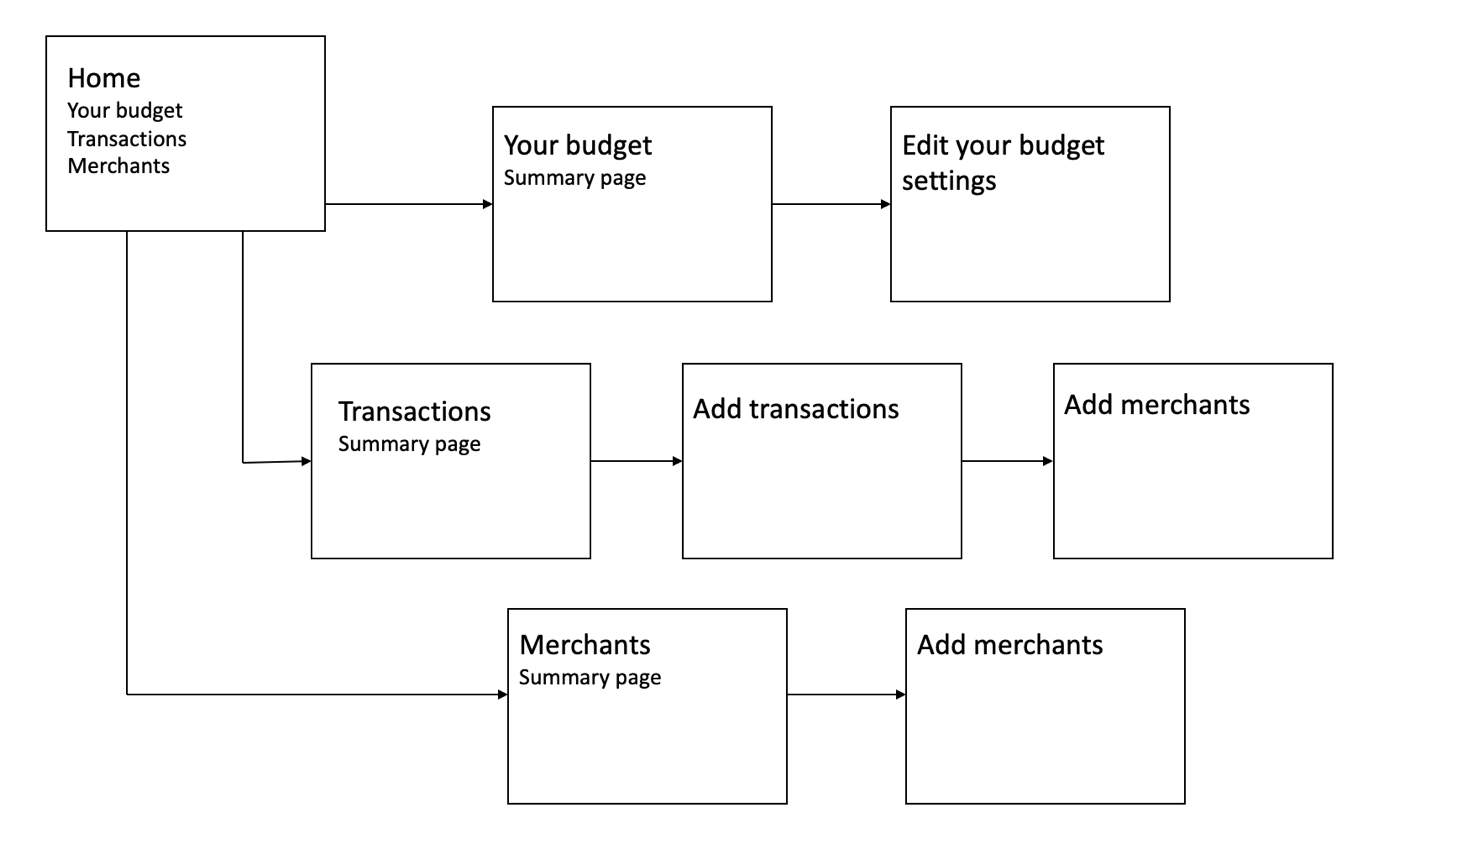 Home
Your budget
Transactions
Merchants
Your budget
Summary page
Edit your budget
settings
Transactions
Summary page
Add transactions
Add merchants
Merchants
Summary page
Add merchants